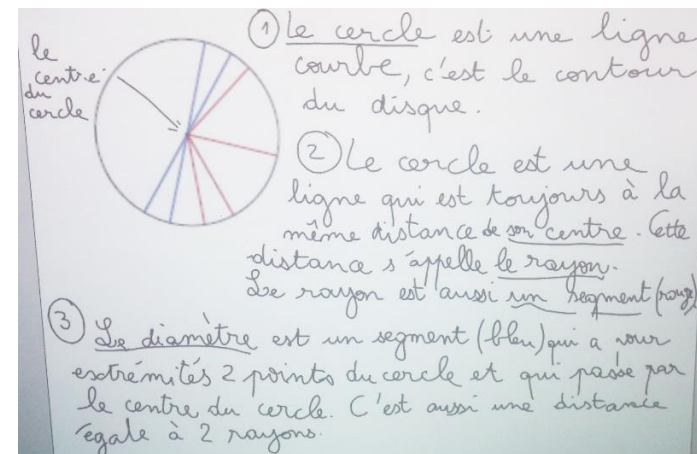 le
centre
du
cercle
① Le cercle est une ligne
courbe, c'est le contour
du disque.
② Le cercle est une
ligne qui est toujours à la
même distance de son centre. Cette
distance s'appelle le rayon.
Le rayon est aussi un segment (rouge)
③ Le diamètre est un segment (bleu) qui a pour
extrémités 2 points du cercle et qui passe par
le centre du cercle. C'est aussi une distance
égale à 2 rayons.